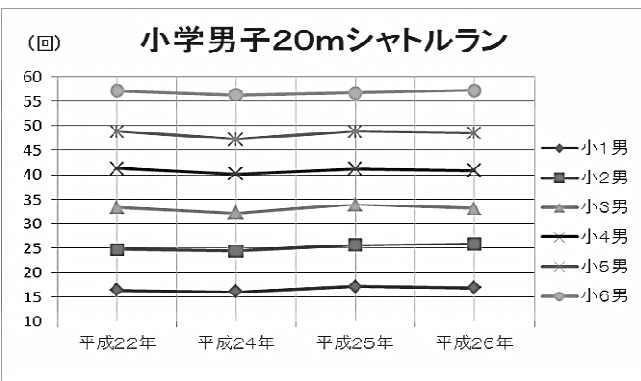 小学男子20mシャトルラン
(回)
60
55
50
45
40
35
30
25
20
15
10
平成22年 平成24年 平成25年 平成26年
小1男
小2男
小3男
小4男
小5男
小6男